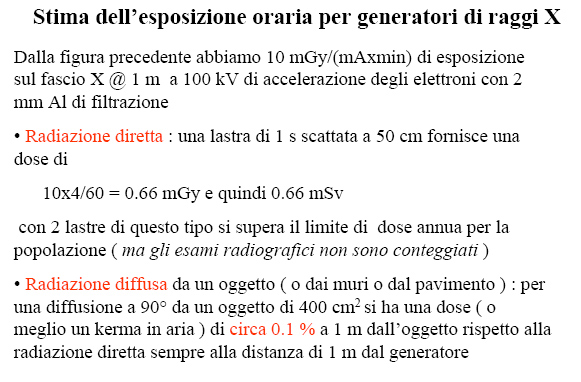 Stima dell’esposizione oraria per generatori di raggi X
Dalla figura precedente abbiamo 10 mGy/(mAxmin) di esposizione
sul fascio X @ 1 m a 100 kV di accelerazione degli elettroni con 2
mm Al di filtrazione
• Radiazione diretta : una lastra di 1 s scattata a 50 cm fornisce una
dose di
10x4/60 = 0.66 mGy e quindi 0.66 mSv
con 2 lastre di questo tipo si supera il limite di dose annua per la
popolazione ( ma gli esami radiografici non sono conteggiati )
• Radiazione diffusa da un oggetto ( o dai muri o dal pavimento ) : per
una diffusione a 90° da un oggetto di 400 cm² si ha una dose ( o
meglio un kerma in aria ) di circa 0.1 % a 1 m dall’oggetto rispetto alla
radiazione diretta sempre alla distanza di 1 m dal generatore